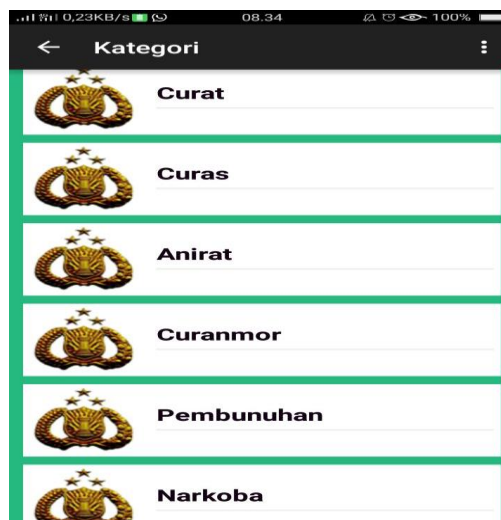 0,23KB/s 08.34 100%
Kategori
Curat
Curas
Anirat
Curanmor
Pembunuhan
Narkoba